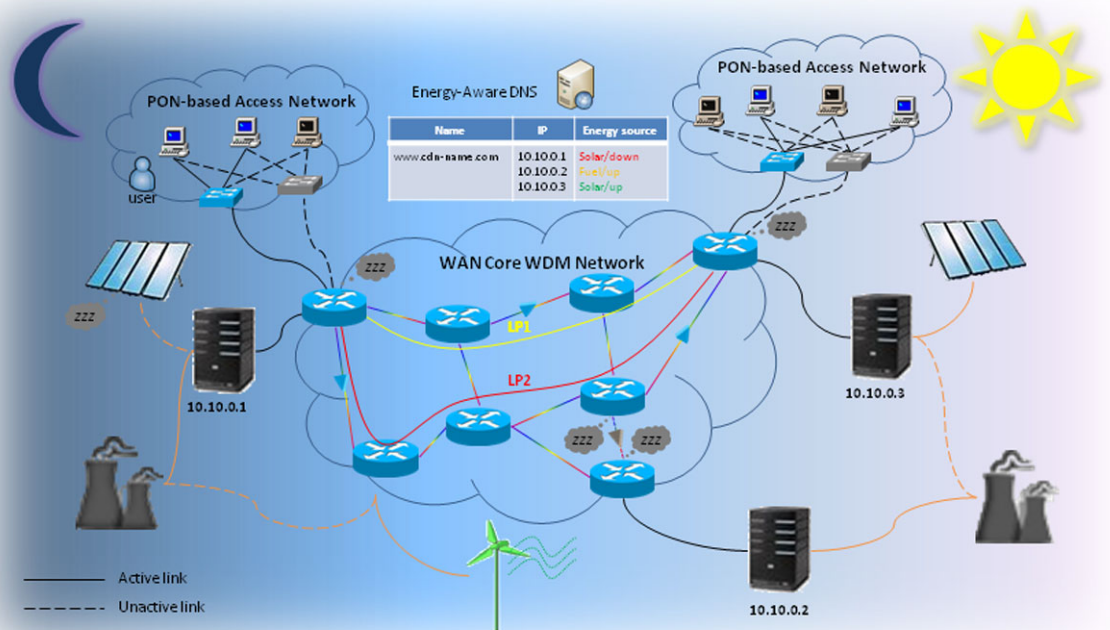 PON-based Access Network
PON-based Access Network
Energy-Aware DNS
Name IP Energy source
www.cdn-name.com 10.10.0.1 Solar/down
10.10.0.2 Fuel/up
10.10.0.3 Solar/up
user
zzz
zzz
WAN Core WDM Network
zzz
LP1
LP2
10.10.0.1
10.10.0.3
zzz
zzz
Active link
Unactive link
10.10.0.2